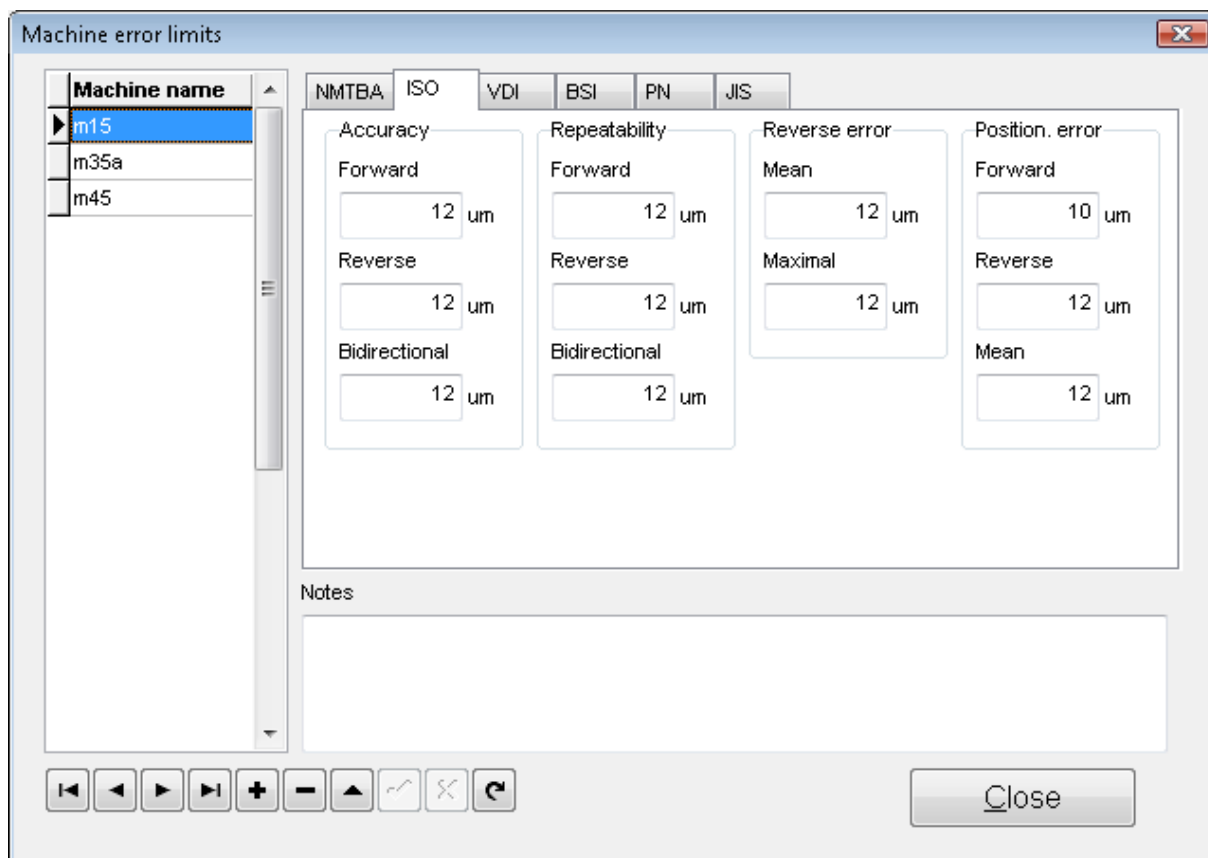 Machine error limits
Machine name
m15
m35a
m45
NMTBA ISO VDI BSI PN JIS
Accuracy Repeatability Reverse error Position. error
Forward Forward Mean Forward
12 um 12 um 12 um 10 um
Reverse Reverse Maximal Reverse
12 um 12 um 12 um 12 um
Bidirectional Bidirectional Mean
12 um 12 um 12 um
Notes
Close